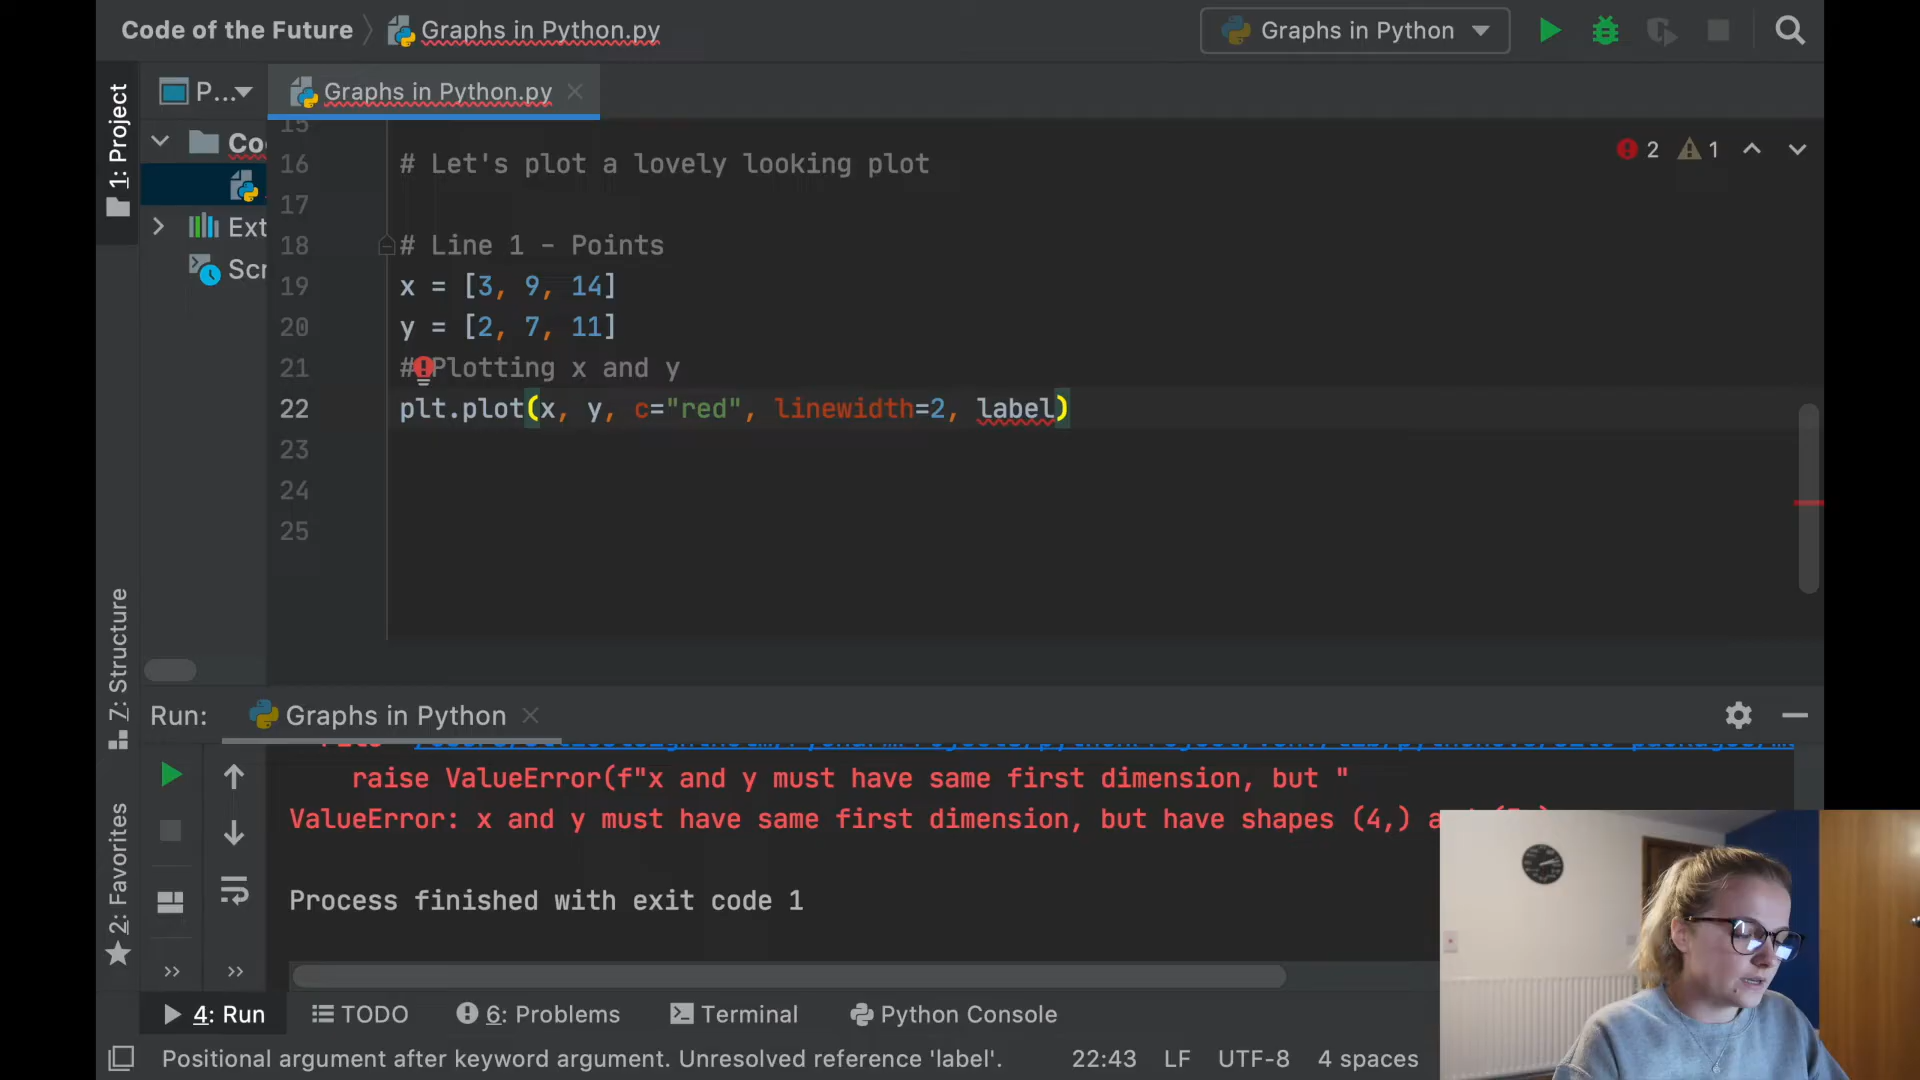 Code of the Future
Graphs in Python.py
Graphs in Python
1: Project
P...
Graphs in Python.py
Co
Ext
Scr
15
16 # Let's plot a lovely looking plot
2 1
17
18 # Line 1 - Points
19 x = [3, 9, 14]
20 y = [2, 7, 11]
21 # Plotting x and y
22 plt.plot(x, y, c="red", linewidth=2, label)
23
24
25
7: Structure
2: Favorites
Run: Graphs in Python
raise ValueError(f"x and y must have same first dimension, but "
ValueError: x and y must have same first dimension, but have shapes (4,) a
Process finished with exit code 1
4: Run TODO 6: Problems Terminal Python Console
Positional argument after keyword argument. Unresolved reference 'label'. 22:43 LF UTF-8 4 spaces